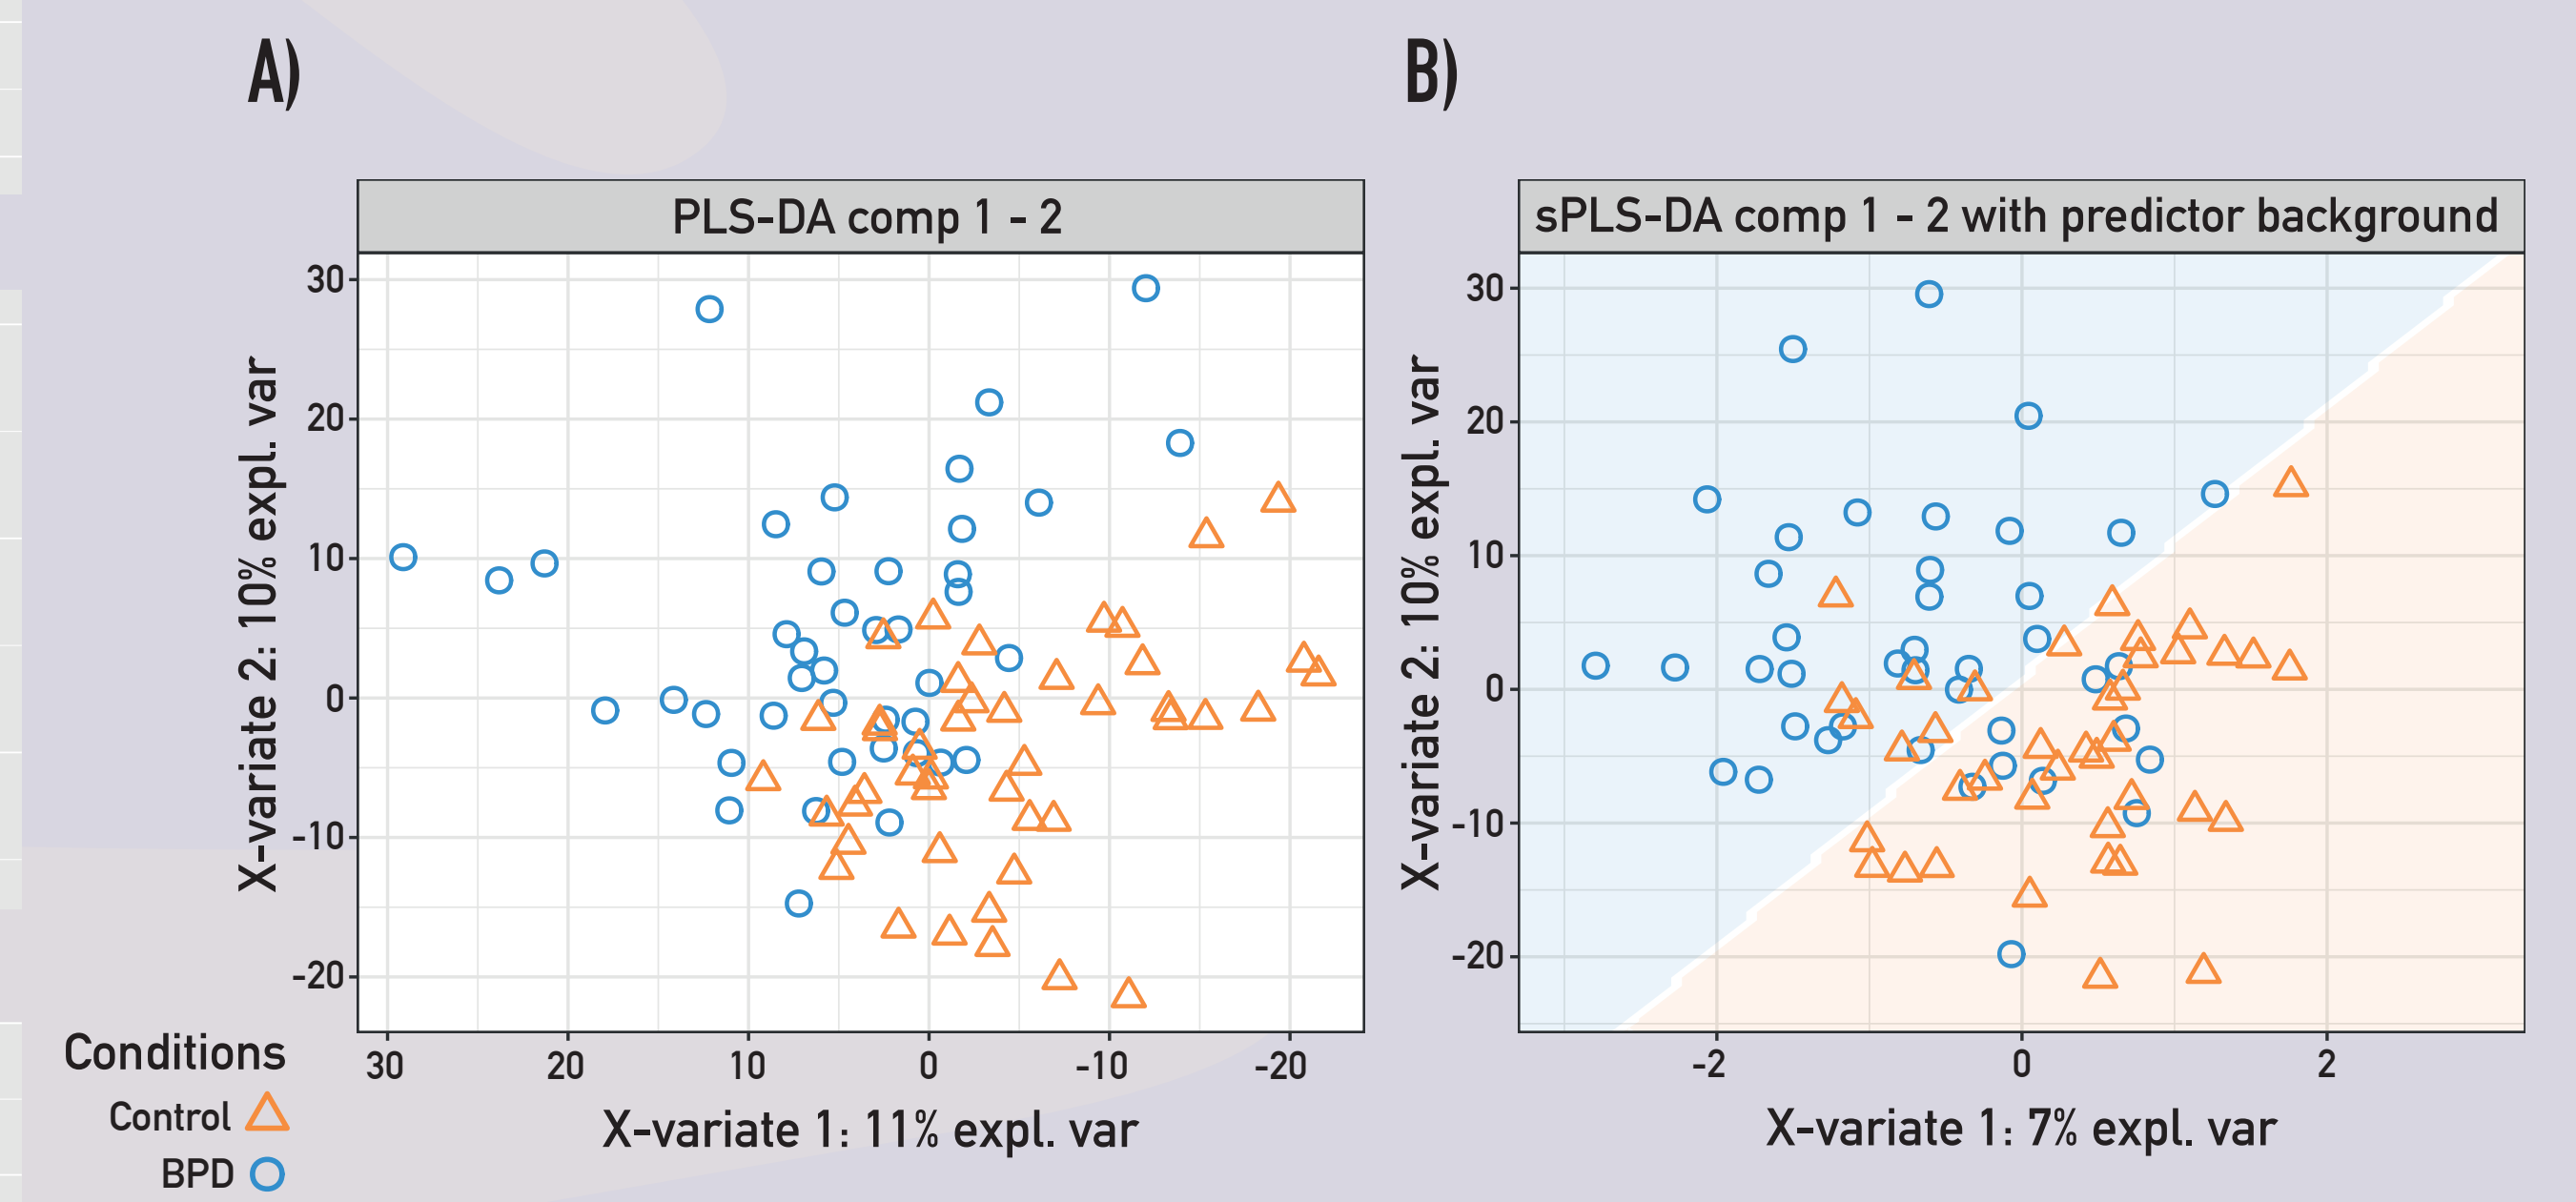 A)
PLS-DA comp 1 - 2
X-variate 2: 10% expl. var
30
20
10
0
-10
-20
30
20
10
0
-10
-20
X-variate 1: 11% expl. var
Conditions
Control
BPD
B)
sPLS-DA comp 1 - 2 with predictor background
X-variate 2: 10% expl. var
30
20
10
0
-10
-20
-2
0
2
X-variate 1: 7% expl. var